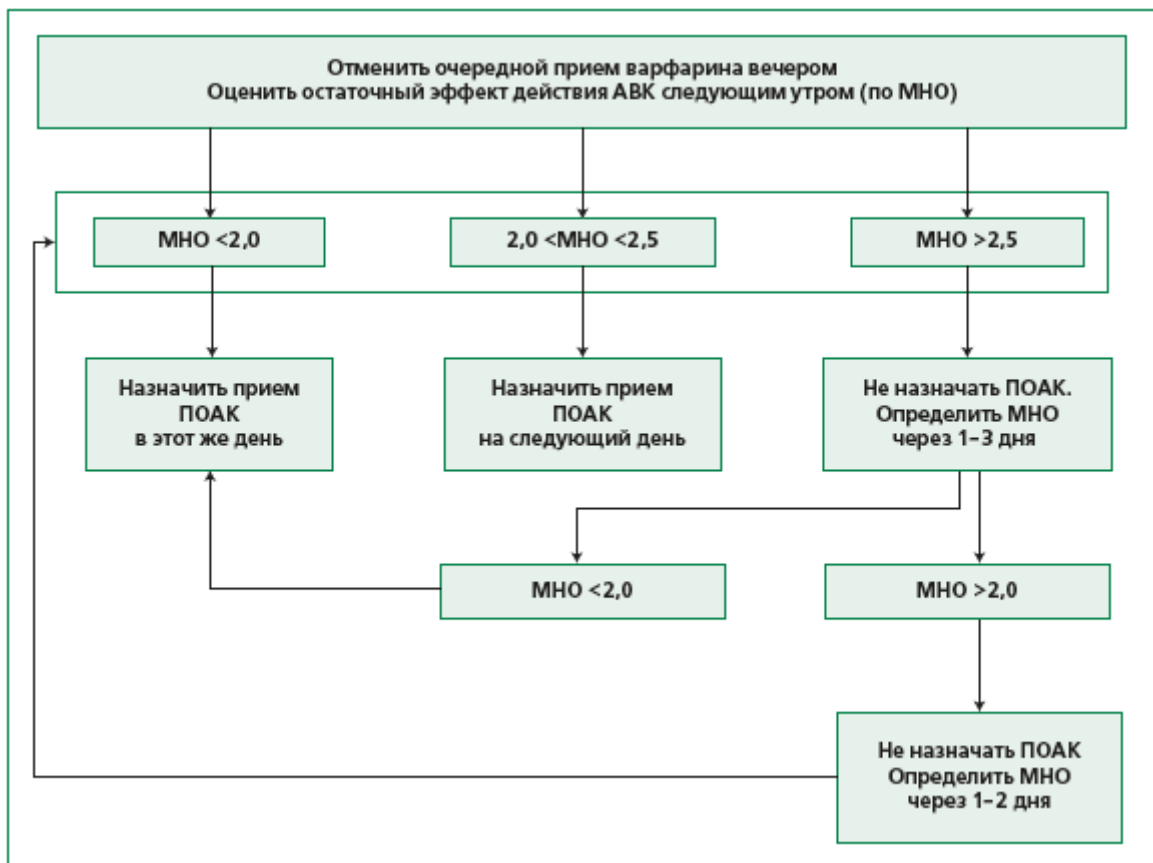 Отменить очередной прием варфарина вечером
Оценить остаточный эффект действия АВК следующим утром (по МНО)
МНО <2,0
2,0 <МНО <2,5
МНО >2,5
Назначить прием
ПОАК
в этот же день
Назначить прием
ПОАК
на следующий день
Не назначать ПОАК.
Определить МНО
через 1–3 дня
МНО <2,0
МНО >2,0
Не назначать ПОАК
Определить МНО
через 1–2 дня